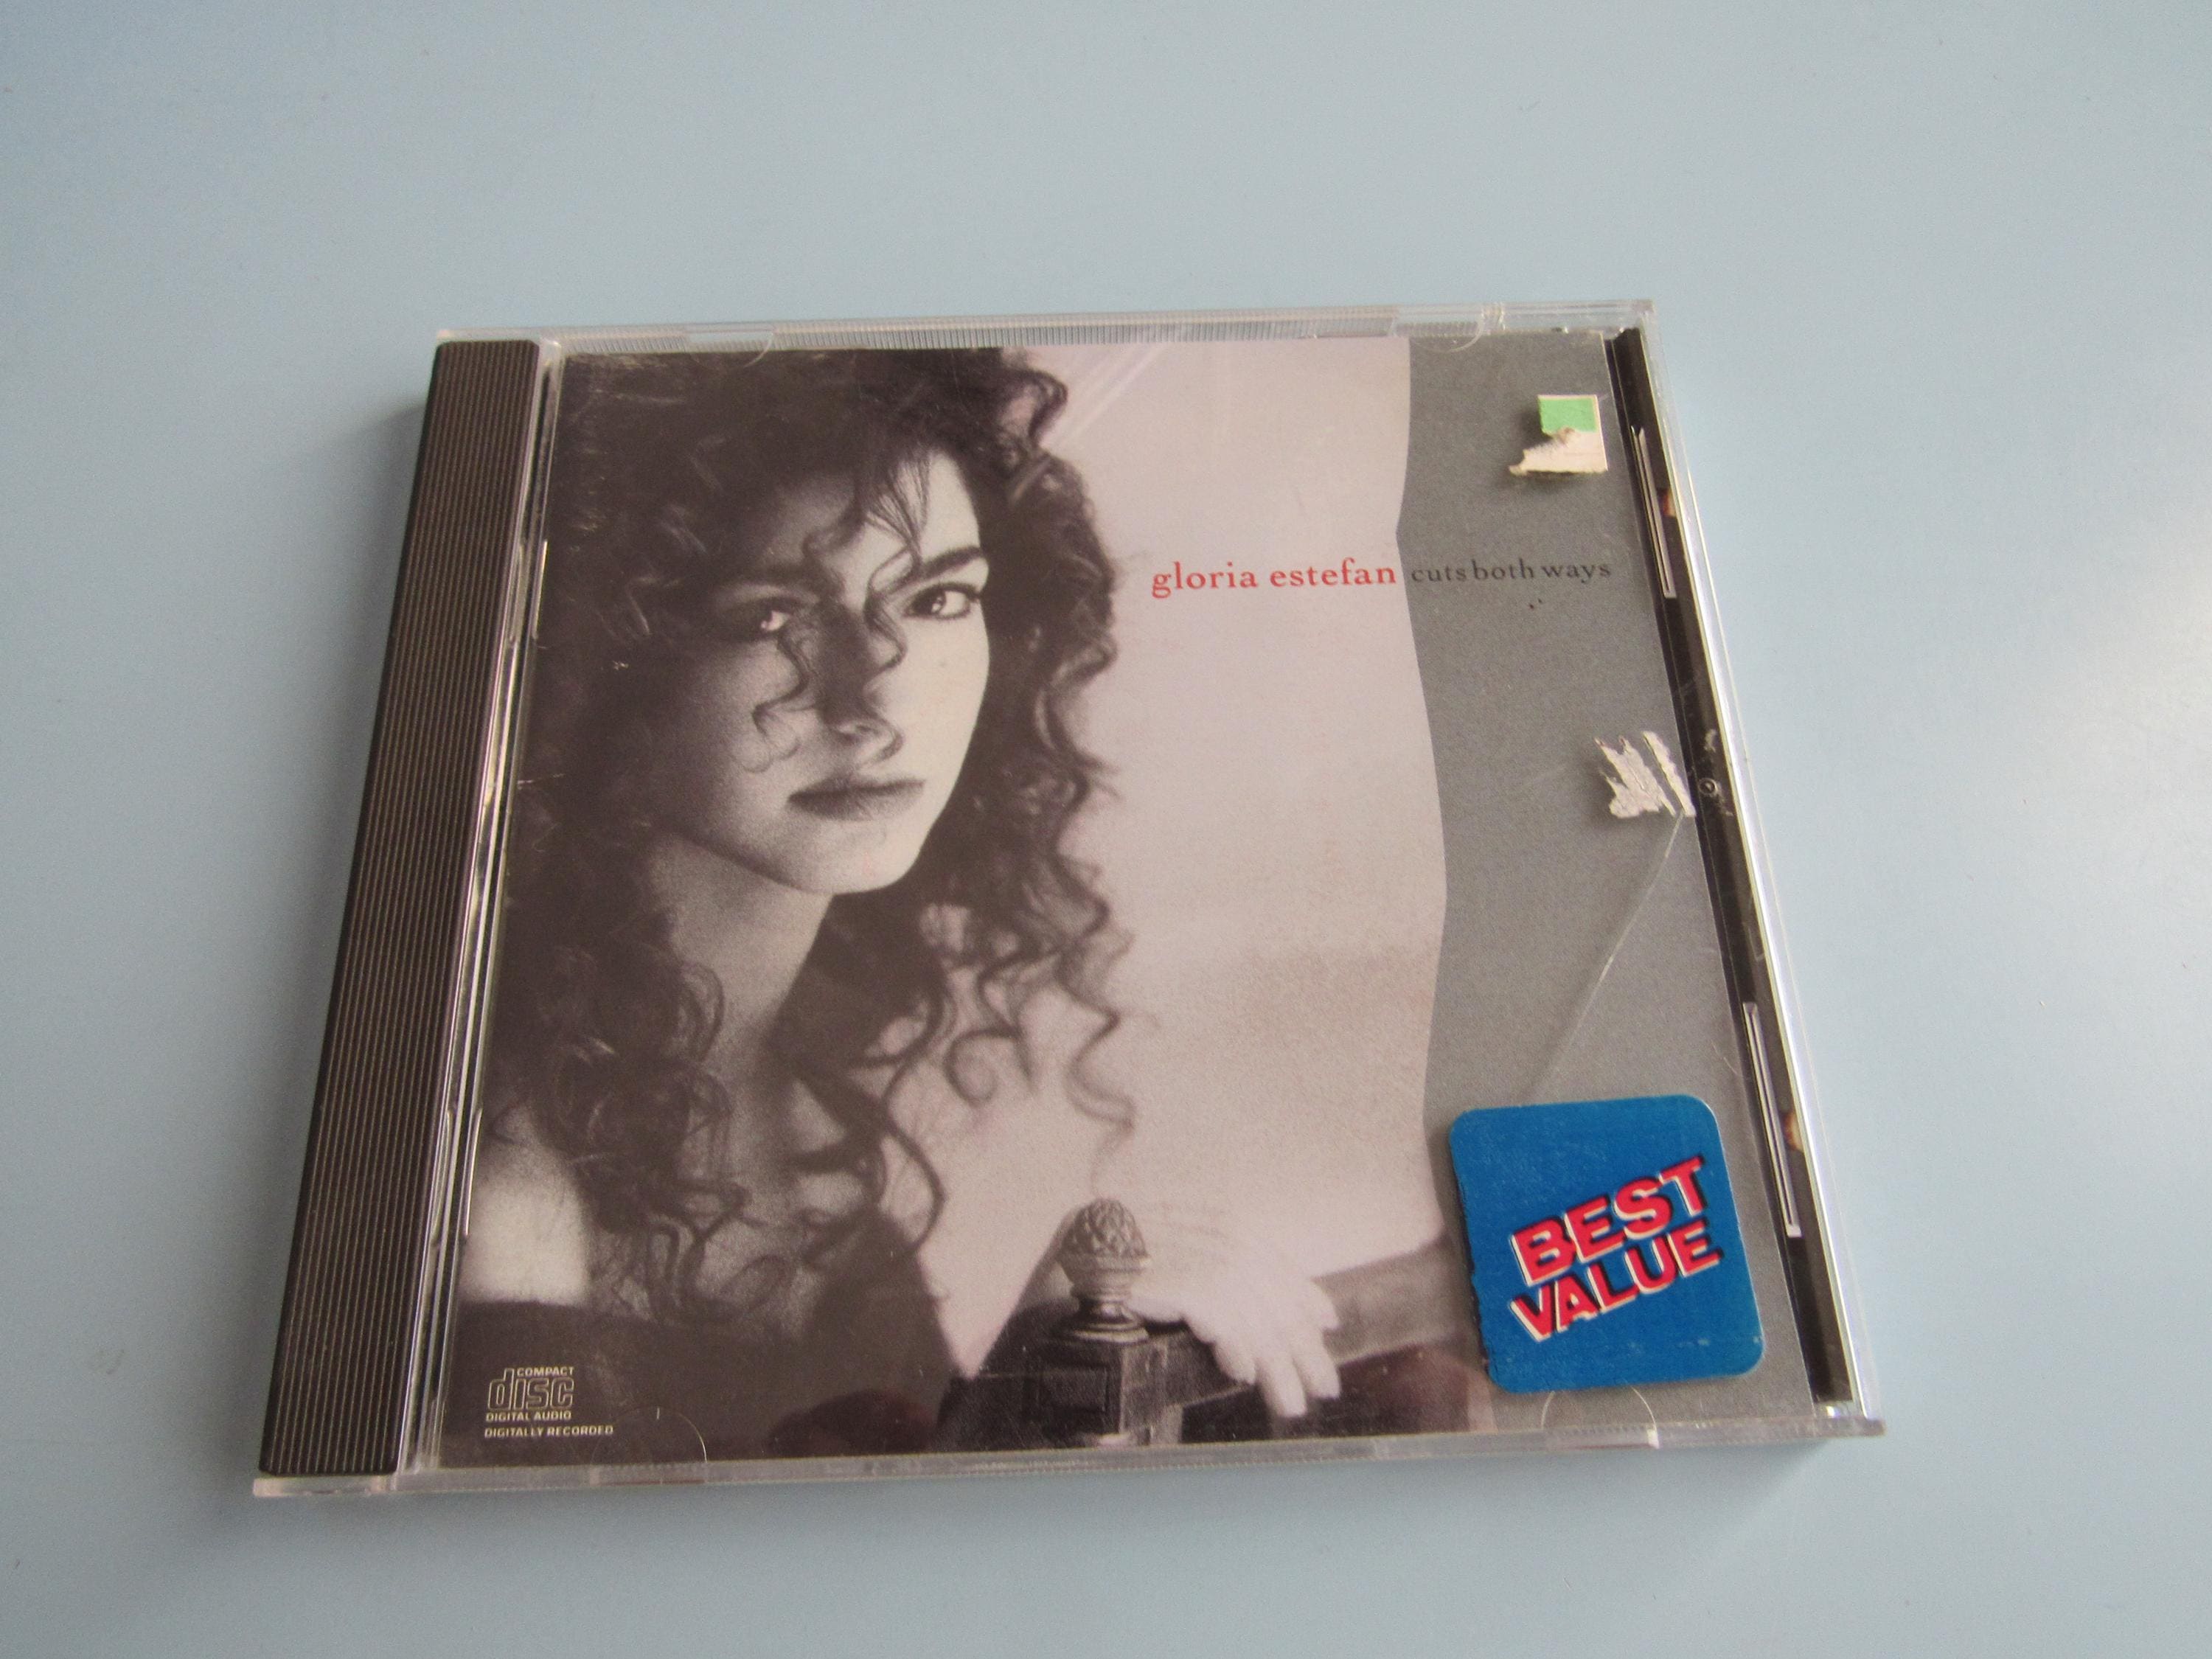 gloria estefan cuts both ways
BEST
VALUE
COMPACT
disc
DIGITAL AUDIO
DIGITALLY RECORDED